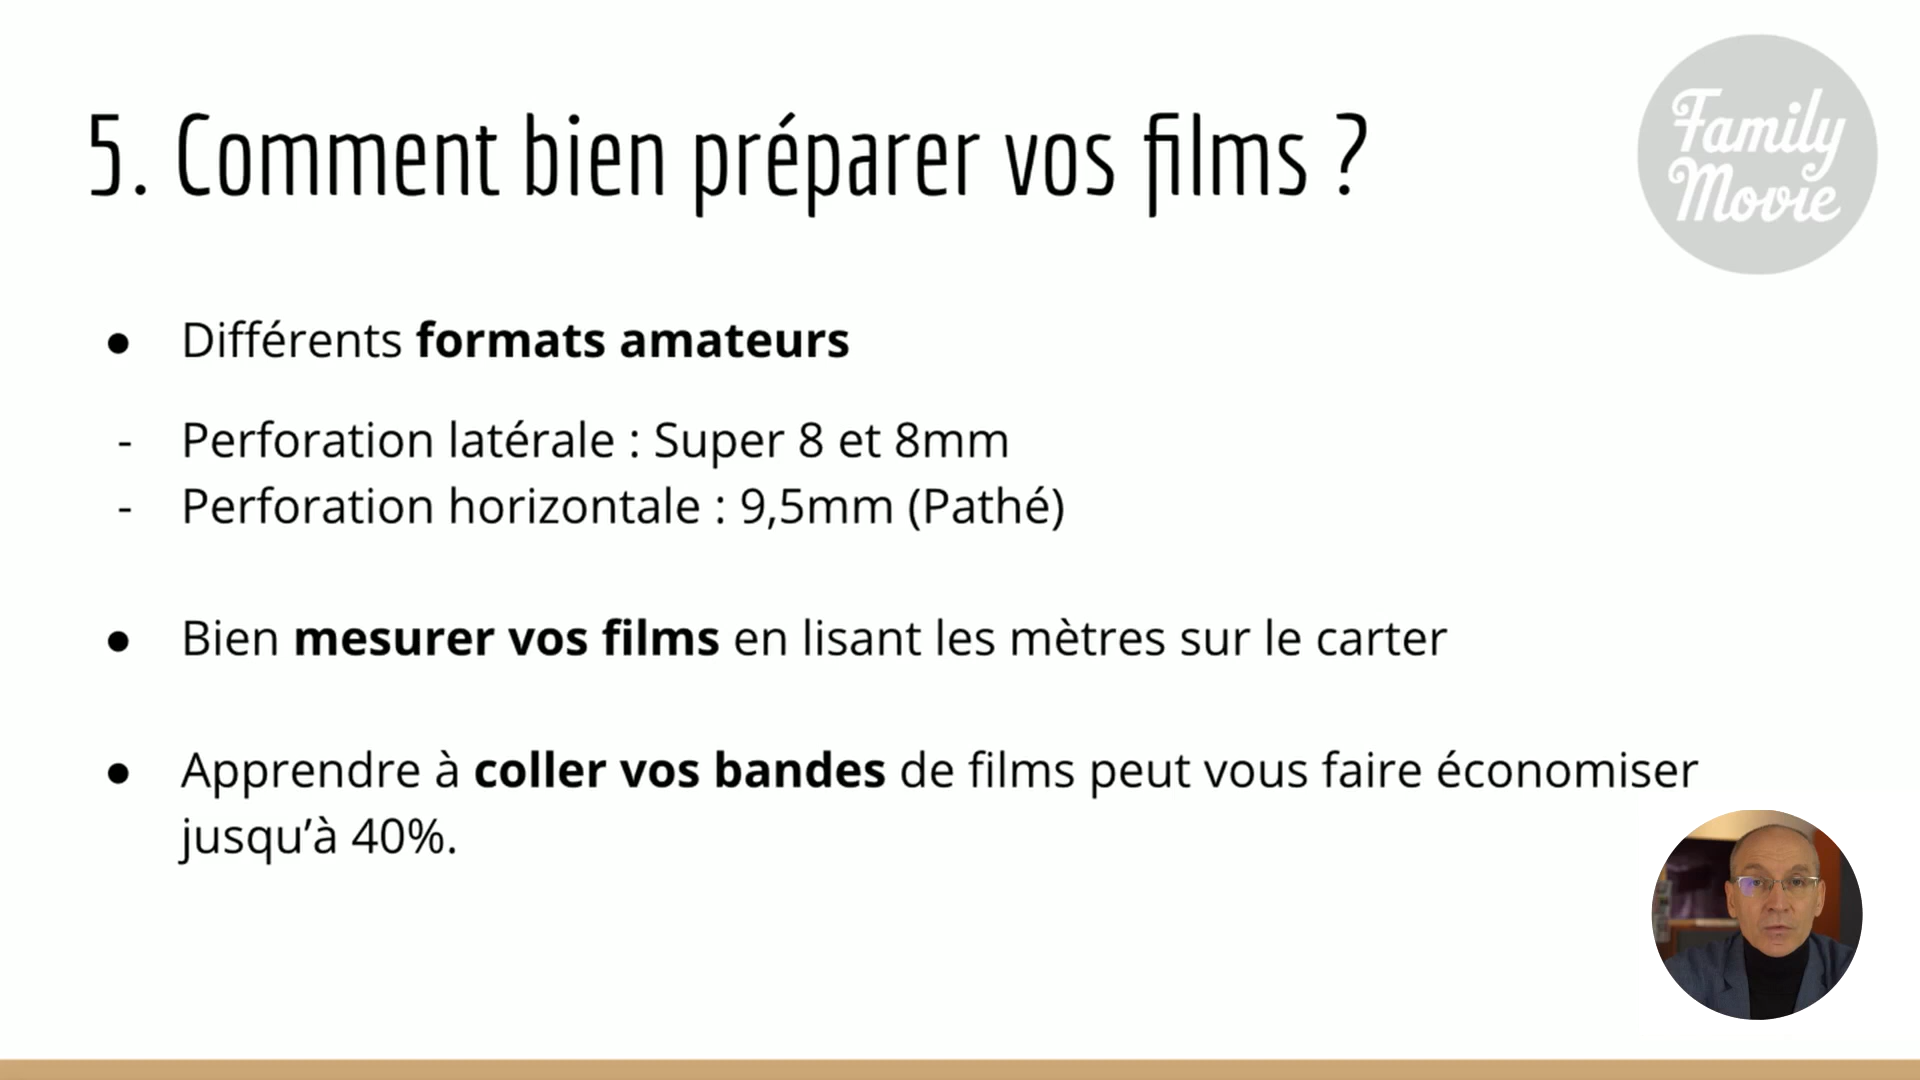 5. Comment bien préparer vos films ?
Family
Movie
● Différents formats amateurs
- Perforation latérale : Super 8 et 8mm
- Perforation horizontale : 9,5mm (Pathé)
● Bien mesurer vos films en lisant les mètres sur le carter
● Apprendre à coller vos bandes de films peut vous faire économiser
jusqu’à 40%.